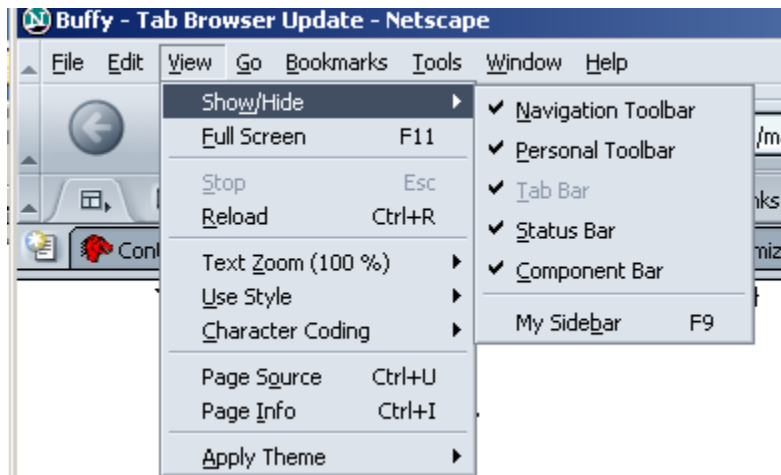 Buffy - Tab Browser Update - Netscape
File Edit View Go Bookmarks Tools Window Help
Show/Hide
Full Screen F11
Stop Esc
Reload Ctrl+R
Text Zoom (100 %)
Use Style
Character Coding
Page Source Ctrl+U
Page Info Ctrl+I
Apply Theme
Navigation Toolbar
Personal Toolbar
Tab Bar
Status Bar
Component Bar
My Sidebar F9